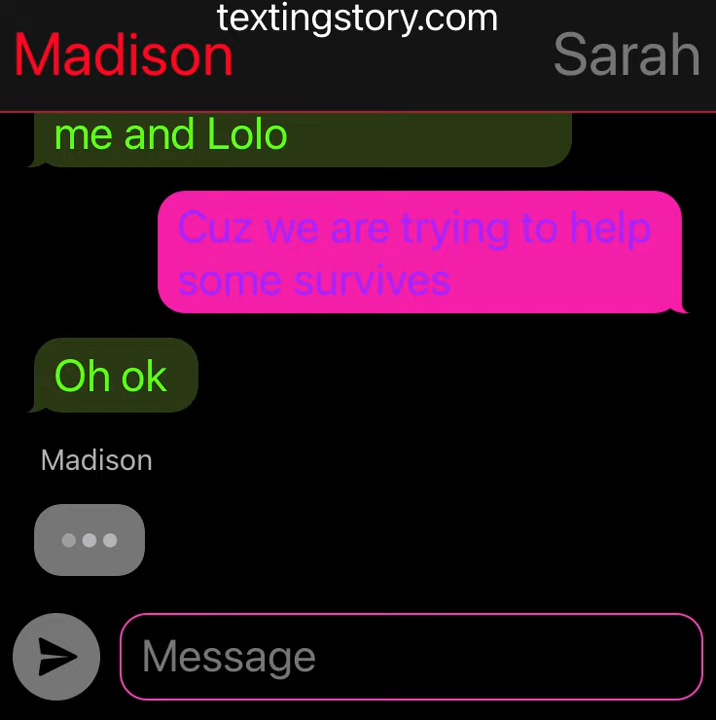 textingstory.com
Madison Sarah
me and Lolo
Cuz we are trying to help
some survives
Oh ok
Madison
Message